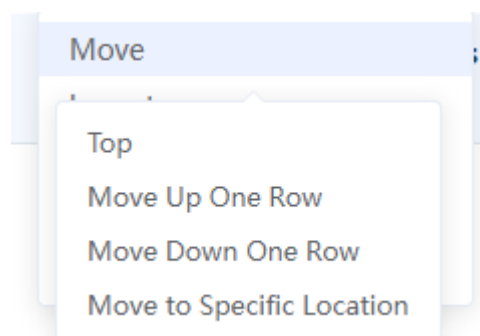 Move
Top
Move Up One Row
Move Down One Row
Move to Specific Location